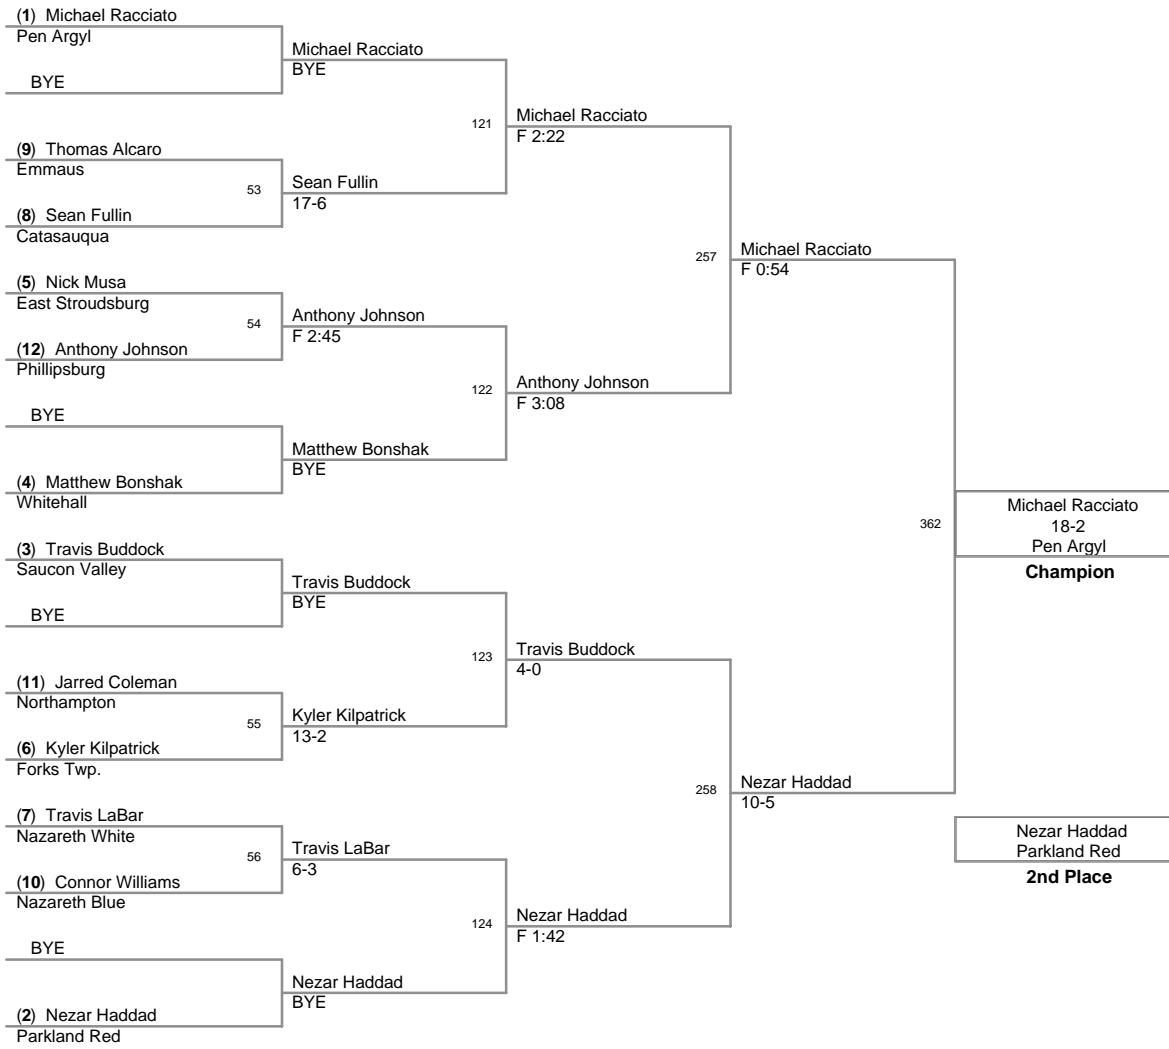 (1) Michael Racciato
Pen Argyl
BYE
(9) Thomas Alcaro
Emmaus
(8) Sean Fullin
Catasauqua
(5) Nick Musa
East Stroudsburg
(12) Anthony Johnson
Phillipsburg
BYE
(4) Matthew Bonshak
Whitehall
(3) Travis Buddock
Saucon Valley
BYE
(11) Jarred Coleman
Northampton
(6) Kyler Kilpatrick
Forks Twp.
(7) Travis LaBar
Nazareth White
(10) Connor Williams
Nazareth Blue
BYE
(2) Nezar Haddad
Parkland Red
53
54
55
56
Michael Racciato
BYE
Sean Fullin
17-6
Anthony Johnson
F 2:45
Matthew Bonshak
BYE
Travis Buddock
BYE
Kyler Kilpatrick
13-2
Travis LaBar
6-3
Nezar Haddad
BYE
121
122
123
124
Michael Racciato
F 2:22
Anthony Johnson
F 3:08
Travis Buddock
4-0
Nezar Haddad
F 1:42
257
258
Michael Racciato
F 0:54
Nezar Haddad
10-5
362
Michael Racciato
18-2
Pen Argyl
Champion
Nezar Haddad
Parkland Red
2nd Place